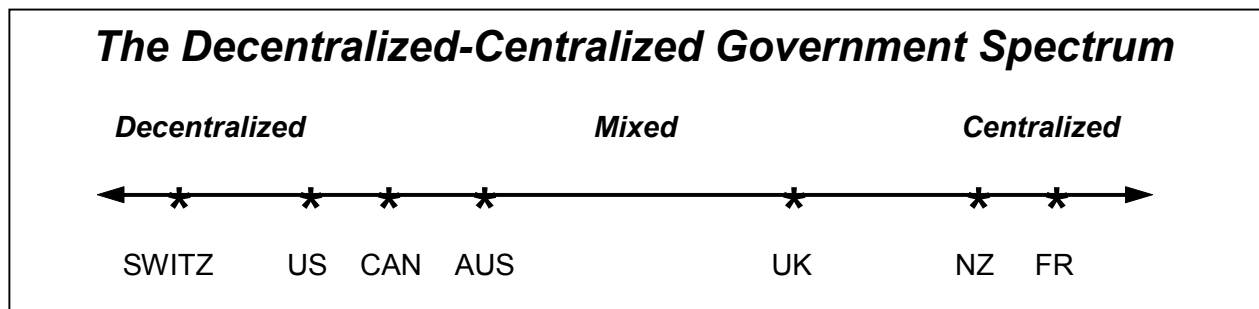 The Decentralized-Centralized Government Spectrum
Decentralized Mixed Centralized
* * * * * * *
SWITZ US CAN AUS UK NZ FR